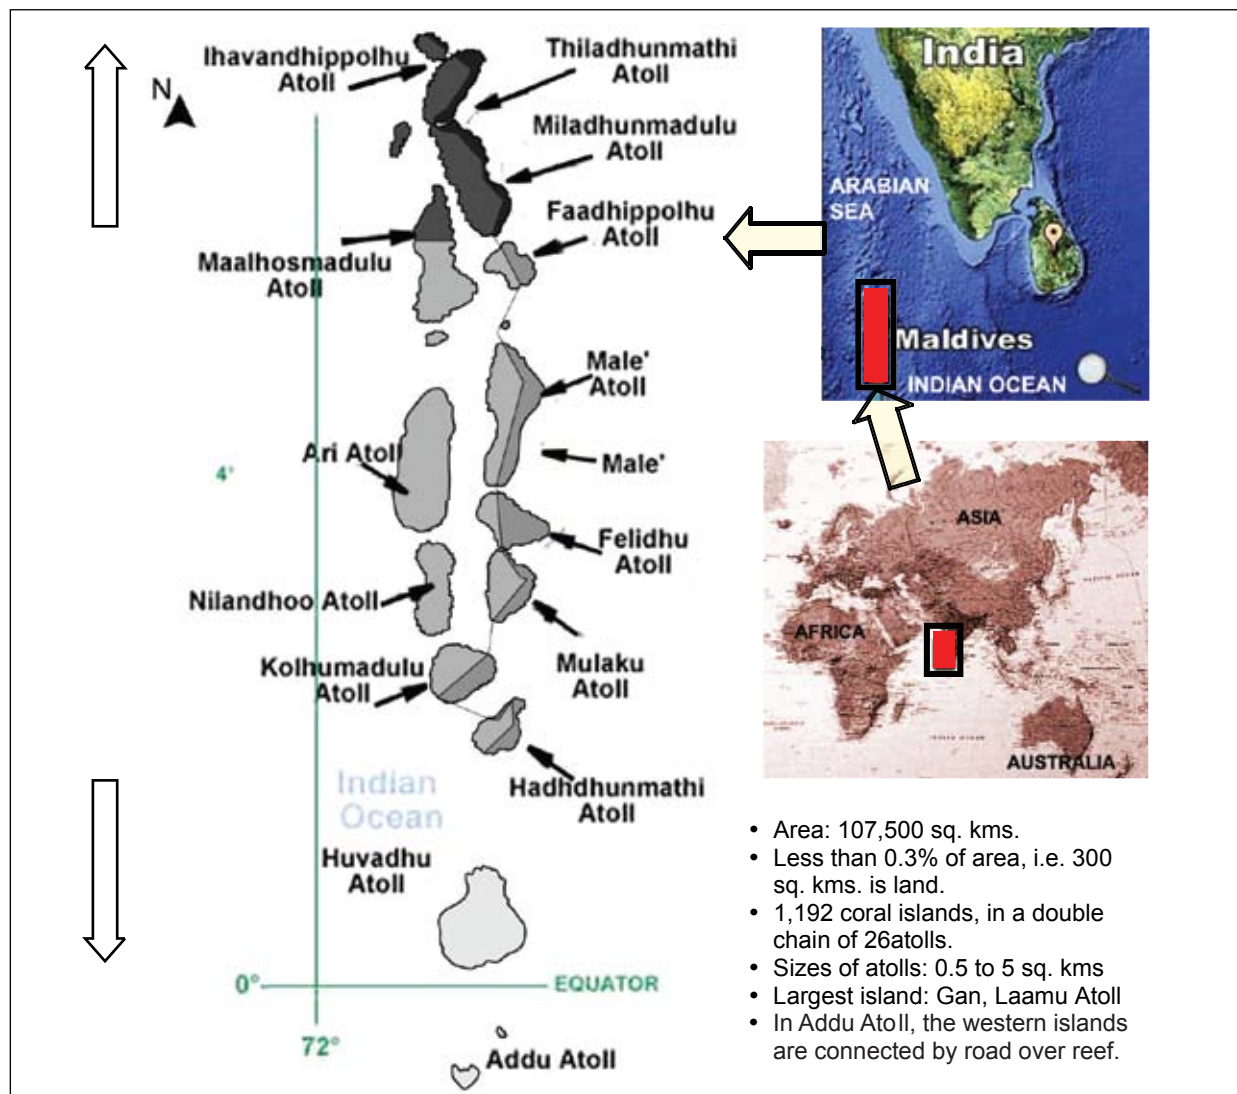 Ihavandhippolhu
Atoll
Thiladhunmathi
Atoll
N
Miladhunmadulu
Atoll
Faadhippolhu
Atoll
Maalhosmadulu
Atoll
Male'
Atoll
Ari Atoll
Male'
4°
Felidhu
Atoll
Nilandhoo Atoll
Kolhumadulu
Atoll
Mulaku
Atoll
Hadhdhunmathi
Atoll
Indian
Ocean
Huvadhu
Atoll
0°
EQUATOR
72°
Addu Atoll
India
ARABIAN
SEA
Maldives
INDIAN OCEAN
ASIA
AFRICA
AUSTRALIA
• Area: 107,500 sq. kms.
• Less than 0.3% of area, i.e. 300
sq. kms. is land.
• 1,192 coral islands, in a double
chain of 26atolls.
• Sizes of atolls: 0.5 to 5 sq. kms
• Largest island: Gan, Laamu Atoll
• In Addu Atoll, the western islands
are connected by road over reef.